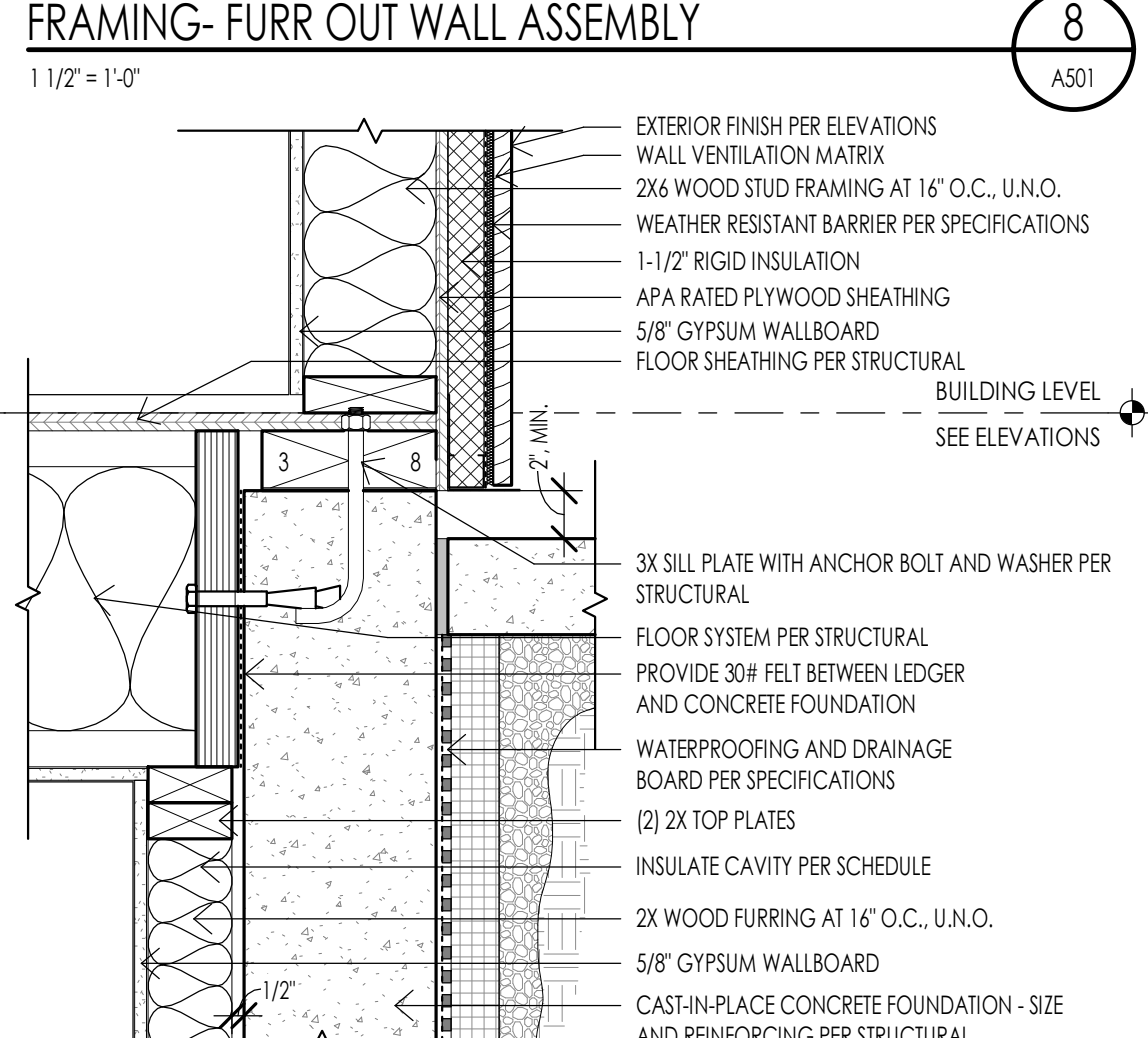 FRAMING- FURR OUT WALL ASSEMBLY
8
1 1/2" = 1'-0"
A501
EXTERIOR FINISH PER ELEVATIONS
WALL VENTILATION MATRIX
2X6 WOOD STUD FRAMING AT 16" O.C., U.N.O.
WEATHER RESISTANT BARRIER PER SPECIFICATIONS
1-1/2" RIGID INSULATION
APA RATED PLYWOOD SHEATHING
5/8" GYPSUM WALLBOARD
FLOOR SHEATHING PER STRUCTURAL
BUILDING LEVEL
SEE ELEVATIONS
2", MIN.
3 8
3X SILL PLATE WITH ANCHOR BOLT AND WASHER PER
STRUCTURAL
FLOOR SYSTEM PER STRUCTURAL
PROVIDE 30# FELT BETWEEN LEDGER
AND CONCRETE FOUNDATION
WATERPROOFING AND DRAINAGE
BOARD PER SPECIFICATIONS
(2) 2X TOP PLATES
INSULATE CAVITY PER SCHEDULE
2X WOOD FURRING AT 16" O.C., U.N.O.
5/8" GYPSUM WALLBOARD
1/2"
CAST-IN-PLACE CONCRETE FOUNDATION - SIZE
AND REINFORCING PER STRUCTURAL